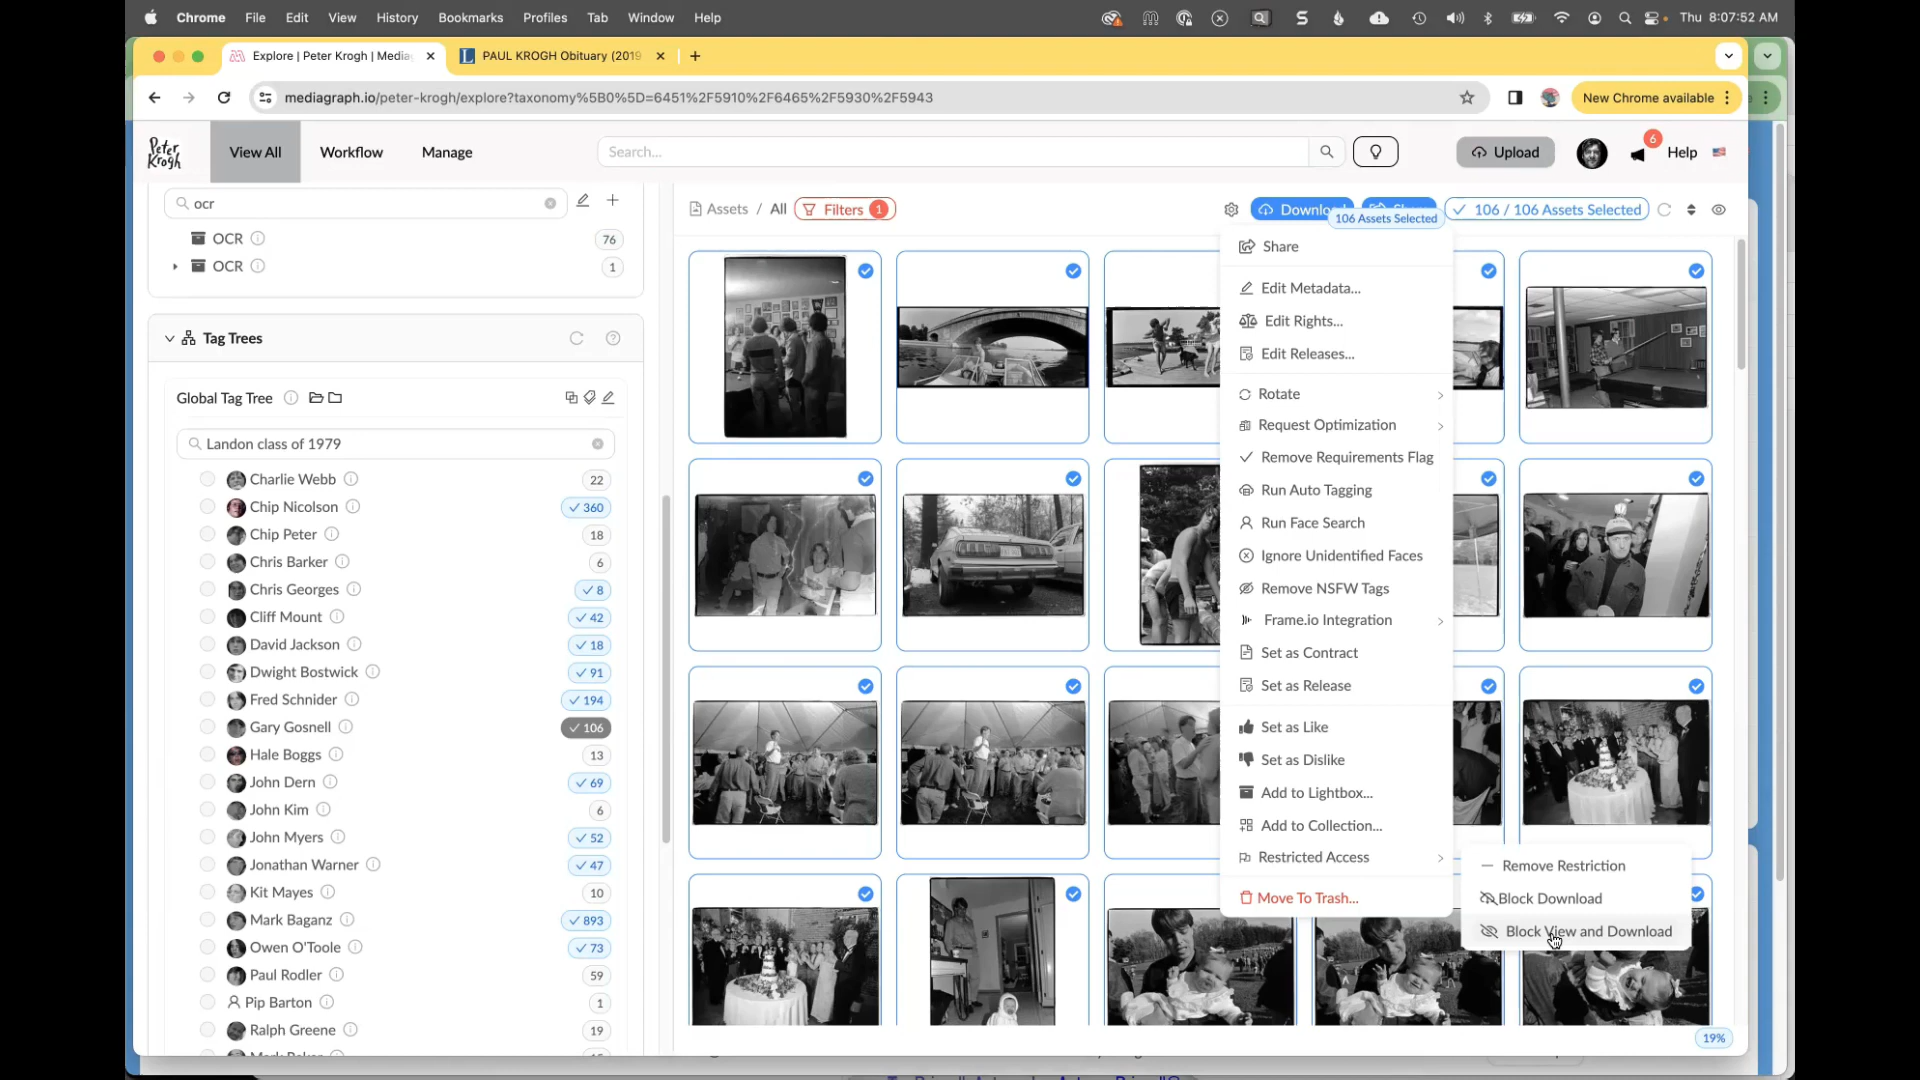 Chrome File Edit View History Bookmarks Profiles Tab Window Help Thu 8:07:52 AM
Explore | Peter Krogh | Media
PAUL KROGH Obituary (2019
mediagraph.io/peter-krogh/explore?taxonomy%5B0%5D=6451%2F5910%2F6465%2F5930%2F5943
New Chrome available
Peter Krogh
View All Workflow Manage
Search...
Upload
6
Help
ocr
OCR 76
OCR 1
Tag Trees
Global Tag Tree
Landon class of 1979
Charlie Webb 22
Chip Nicolson 360
Chip Peter 18
Chris Barker 6
Chris Georges 8
Cliff Mount 42
David Jackson 18
Dwight Bostwick 91
Fred Schnider 194
Gary Gosnell 106
Hale Boggs 13
John Dern 69
John Kim 6
John Myers 52
Jonathan Warner 47
Kit Mayes 10
Mark Baganz 893
Owen O'Toole 73
Paul Rodler 59
Pip Barton 1
Ralph Greene 19
Assets / All
Filters 1
Download
106 Assets Selected
106 / 106 Assets Selected
Share
Edit Metadata...
Edit Rights...
Edit Releases...
Rotate
Request Optimization
Remove Requirements Flag
Run Auto Tagging
Run Face Search
Ignore Unidentified Faces
Remove NSFW Tags
Frame.io Integration
Set as Contract
Set as Release
Set as Like
Set as Dislike
Add to Lightbox...
Add to Collection...
Restricted Access
Move To Trash...
Remove Restriction
Block Download
Block View and Download
19%